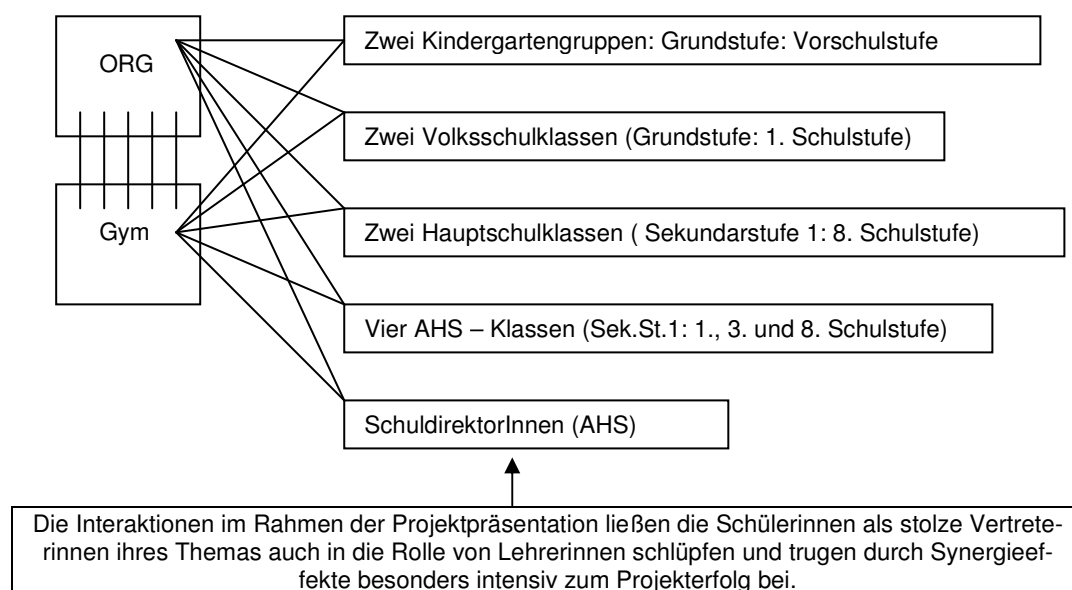 ORG
Gym
Zwei Kindergartengruppen: Grundstufe: Vorschulstufe
Zwei Volksschulklassen (Grundstufe: 1. Schulstufe)
Zwei Hauptschulklassen ( Sekundarstufe 1: 8. Schulstufe)
Vier AHS – Klassen (Sek.St.1: 1., 3. und 8. Schulstufe)
SchuldirektorInnen (AHS)
Die Interaktionen im Rahmen der Projektpräsentation ließen die Schülerinnen als stolze Vertrete-
rinnen ihres Themas auch in die Rolle von Lehrerinnen schlüpfen und trugen durch Synergieef-
fekte besonders intensiv zum Projekterfolg bei.